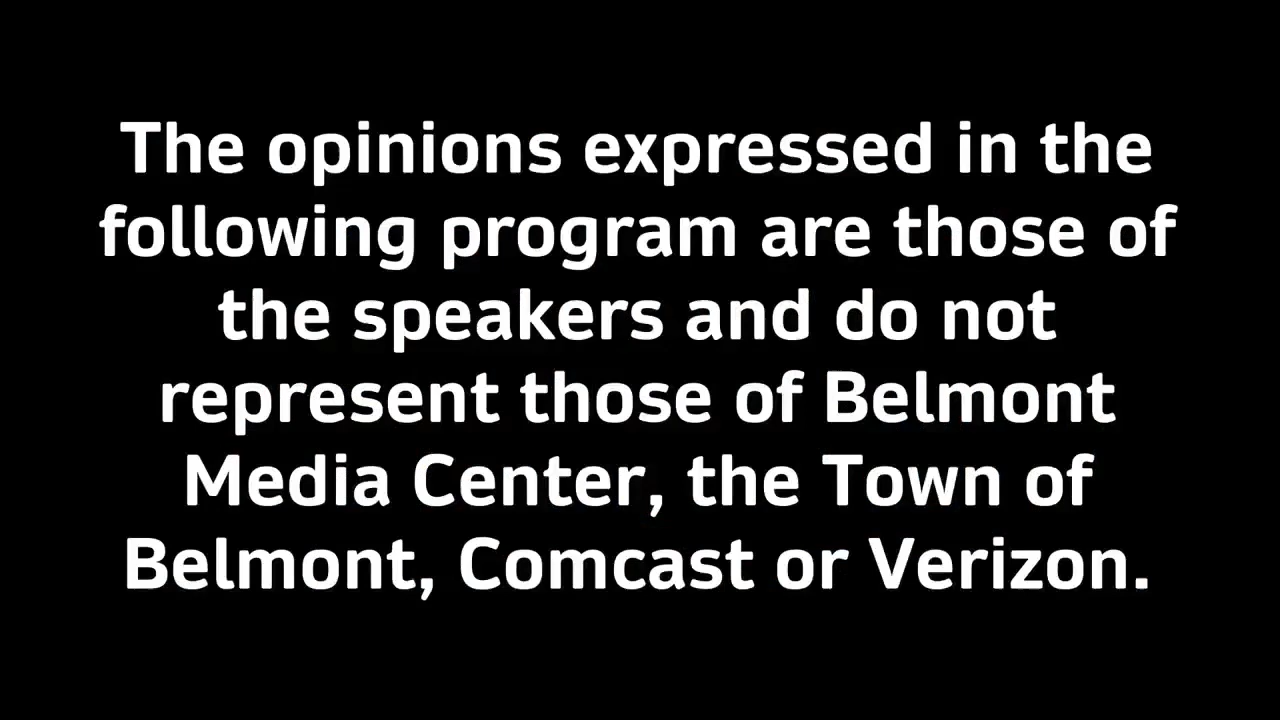 The opinions expressed in the
following program are those of
the speakers and do not
represent those of Belmont
Media Center, the Town of
Belmont, Comcast or Verizon.